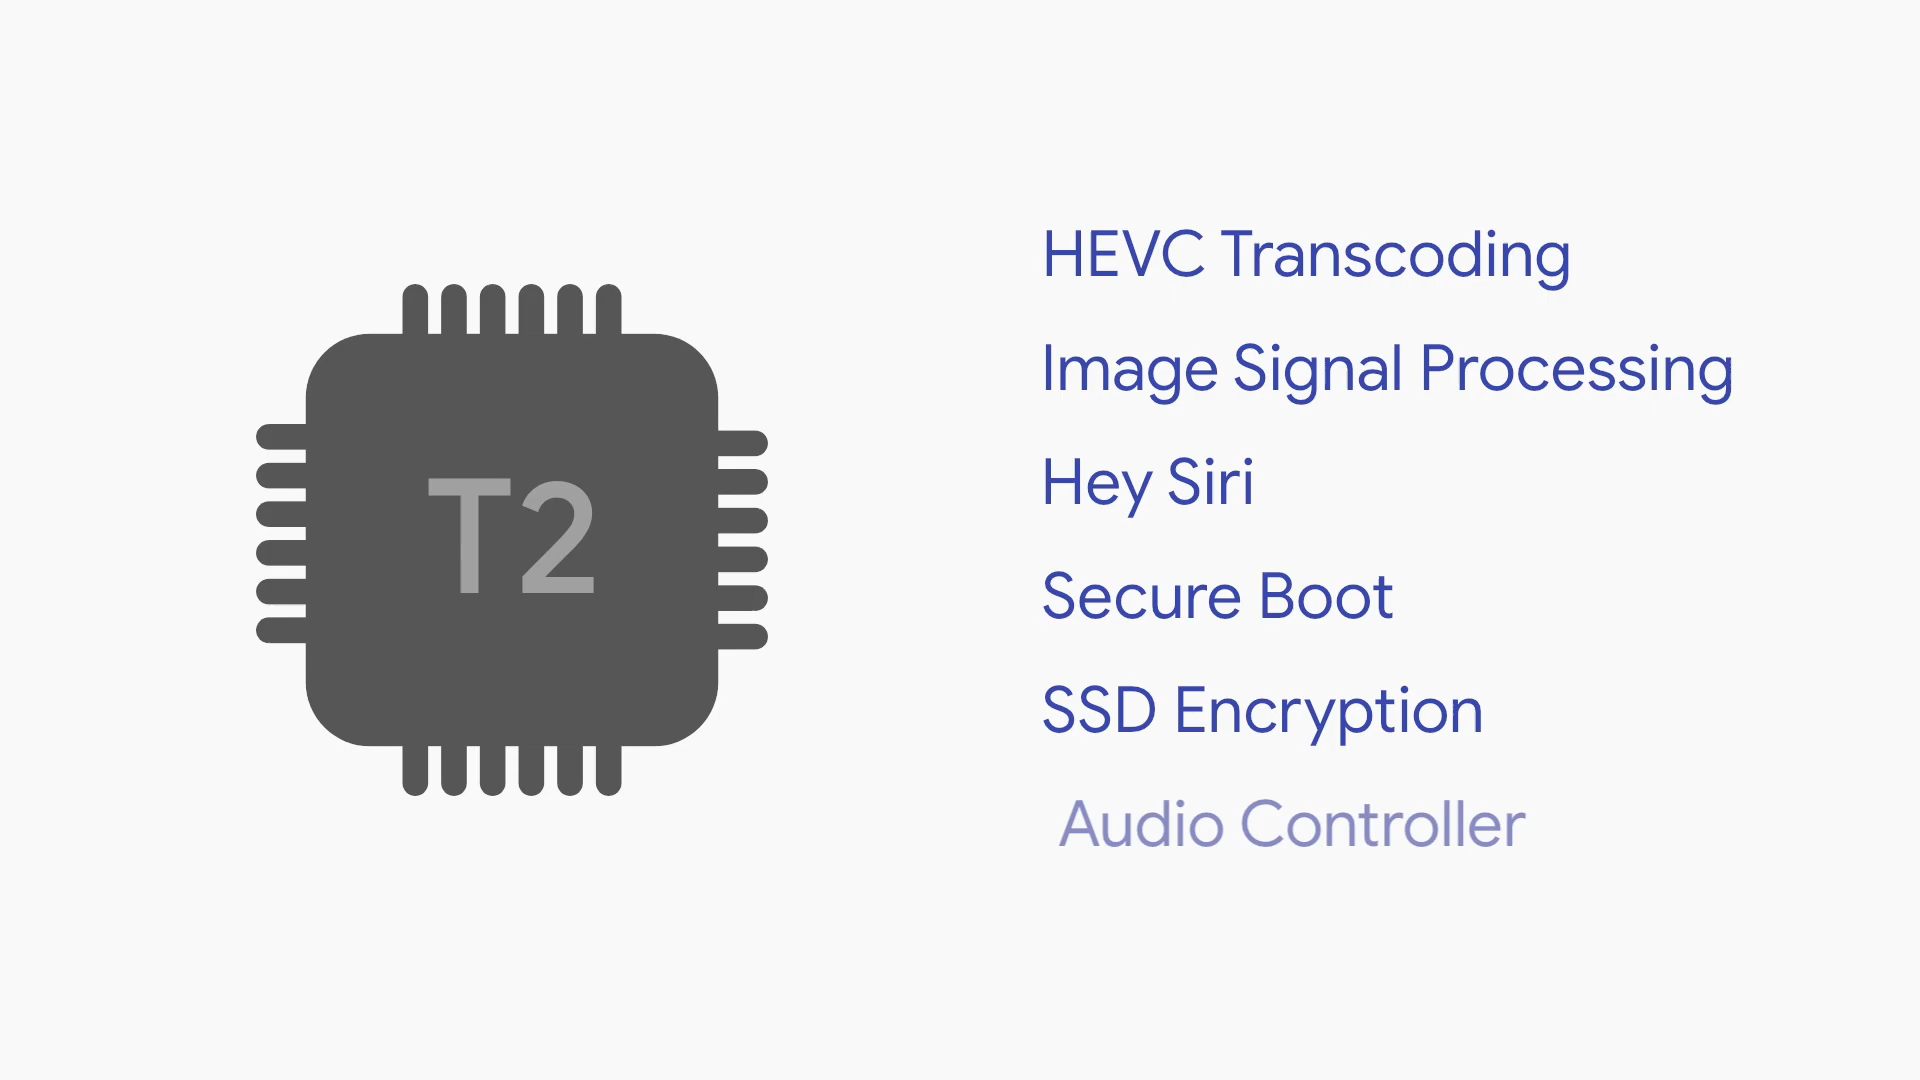 T2
HEVC Transcoding
Image Signal Processing
Hey Siri
Secure Boot
SSD Encryption
Audio Controller